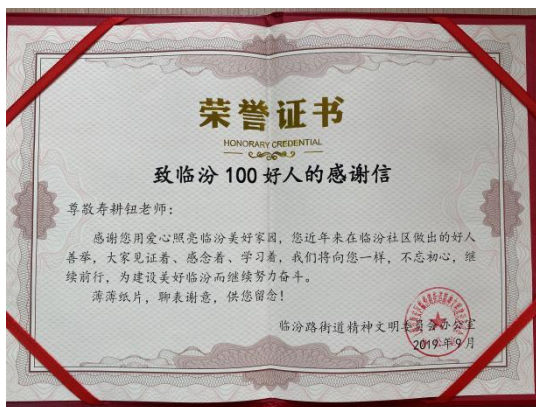 荣誉证书
HONORARY CREDENTIAL
致临汾100好人的感谢信
尊敬寿耕钮老师：
感谢您用爱心照亮临汾美好家园，您近年来在临汾社区做出的好人
善举，大家见证着、感念着、学习着，我们将向您一样，不忘初心，继
续前行，为建设美好临汾而继续努力奋斗。
薄薄纸片，聊表谢意，供您留念！
临汾路街道精神文明委员会办公室
2019年9月